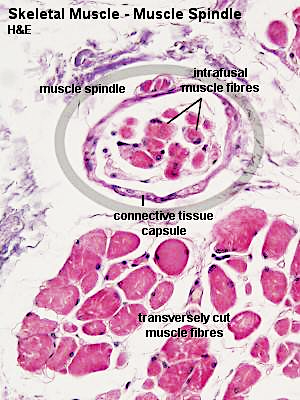 Skeletal Muscle - Muscle Spindle
H&E
intrafusal
muscle fibres
muscle spindle
connective tissue
capsule
transversely cut
muscle fibres